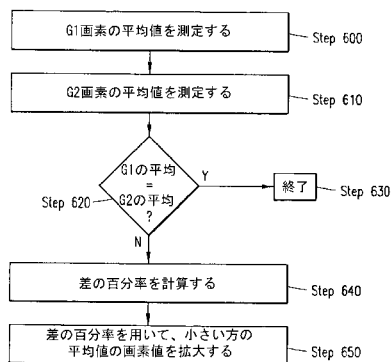 G1画素の平均値を測定する
Step 600
G2画素の平均値を測定する
Step 610
G1の平均
=
G2の平均
?
Step 620
Y
終了
Step 630
N
差の百分率を計算する
Step 640
差の百分率を用いて、小さい方の
平均値の画素値を拡大する
Step 650